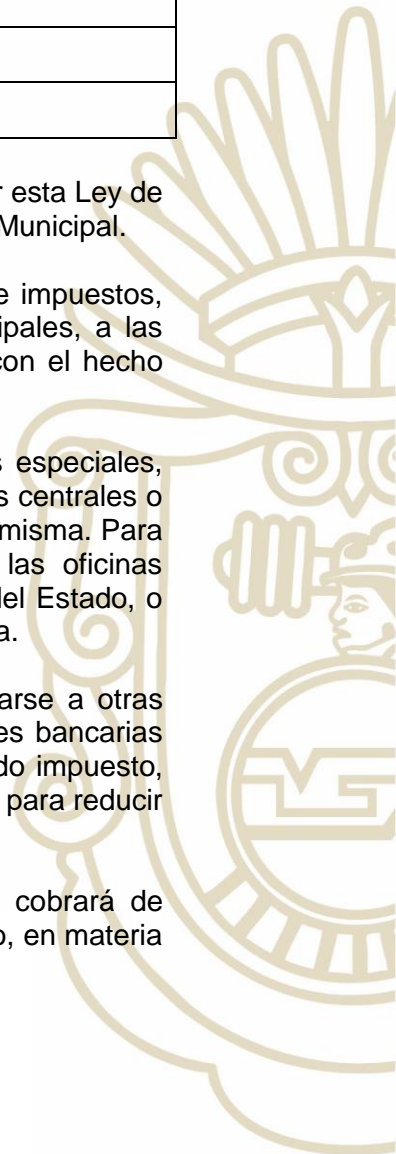 r esta Ley de
Municipal.
e impuestos,
ipales, a las
con el hecho
s especiales,
s centrales o
misma. Para
las oficinas
del Estado, o
a.
arse a otras
es bancarias
do impuesto,
para reducir
cobrará de
o, en materia